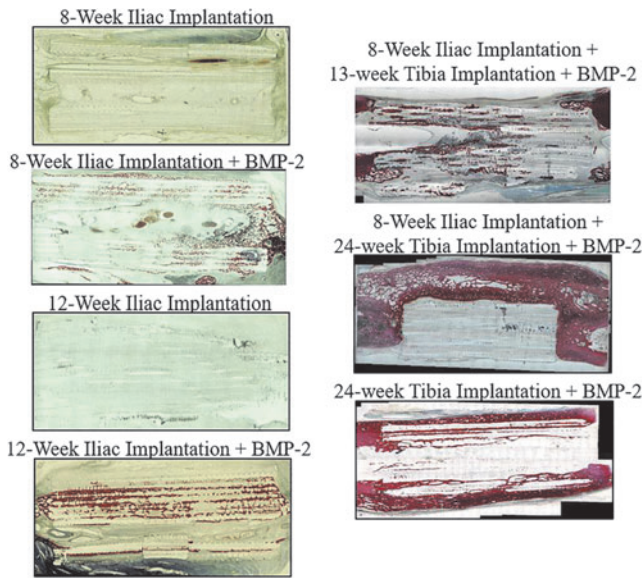 8-Week Iliac Implantation
8-Week Iliac Implantation + BMP-2
12-Week Iliac Implantation
12-Week Iliac Implantation + BMP-2
8-Week Iliac Implantation +
13-week Tibia Implantation + BMP-2
8-Week Iliac Implantation +
24-week Tibia Implantation + BMP-2
24-week Tibia Implantation + BMP-2